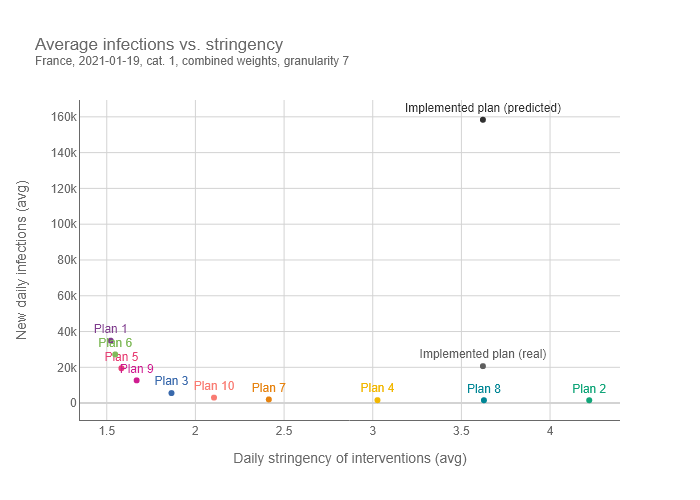 Average infections vs. stringency
France, 2021-01-19, cat. 1, combined weights, granularity 7
New daily infections (avg)
160k
140k
120k
100k
80k
60k
40k
20k
0
Implemented plan (predicted)
Plan 1
Plan 6
Plan 5
Plan 9
Plan 3
Plan 10
Plan 7
Plan 4
Implemented plan (real)
Plan 8
Plan 2
1.5
2
2.5
3
3.5
4
Daily stringency of interventions (avg)